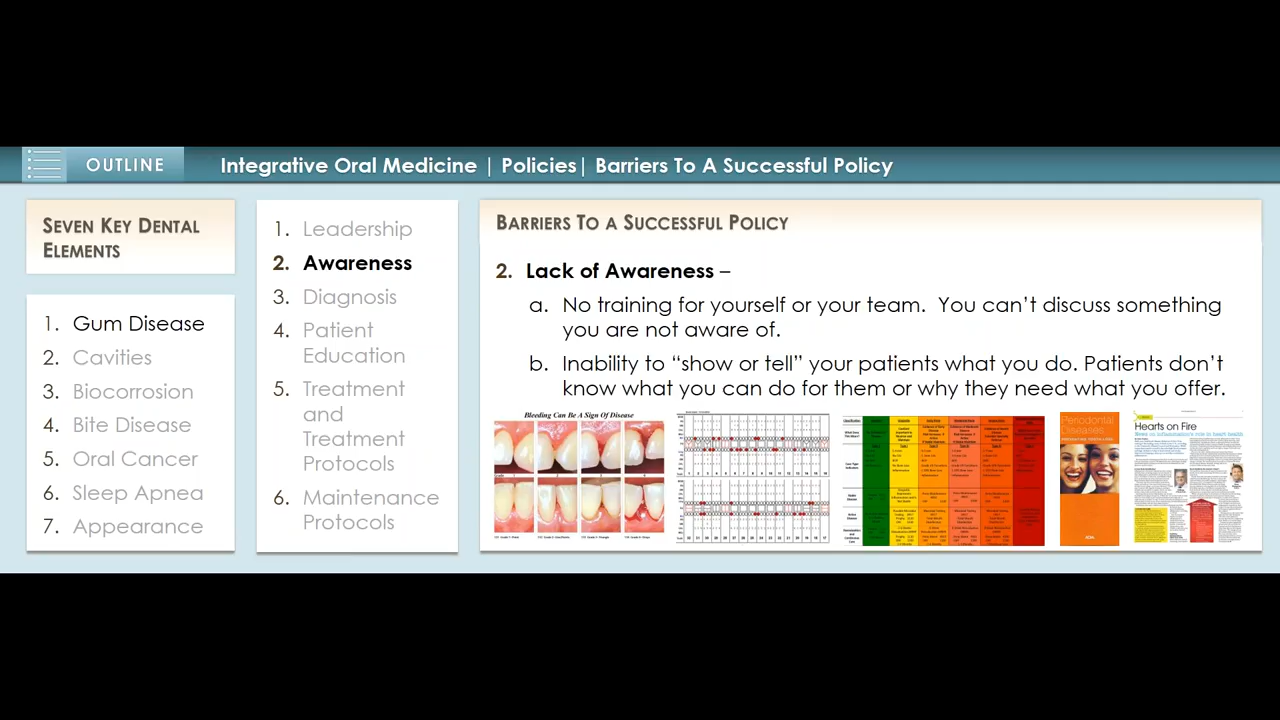 OUTLINE
Integrative Oral Medicine | Policies| Barriers To A Successful Policy
SEVEN KEY DENTAL
ELEMENTS
1. Gum Disease
2. Cavities
3. Biocorrosion
4. Bite Disease
5. Oral Cancer
6. Sleep Apnea
7. Appearance
1. Leadership
2. Awareness
3. Diagnosis
4. Patient
Education
5. Treatment
and
Treatment
Protocols
6. Maintenance
Protocols
BARRIERS TO A SUCCESSFUL POLICY
2. Lack of Awareness –
a. No training for yourself or your team. You can't discuss something
you are not aware of.
b. Inability to “show or tell” your patients what you do. Patients don't
know what you can do for them or why they need what you offer.
Bleeding Can Be A Sign Of Disease
Periodontal
Diseases
Hearts on Fire